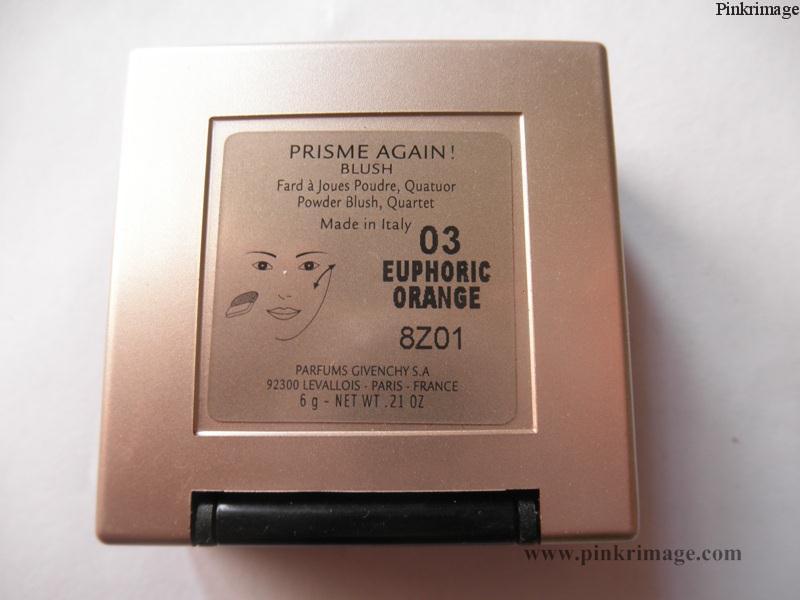 Pinkrimage
PRISME AGAIN!
BLUSH
Fard à Joues Poudre, Quatuor
Powder Blush, Quartet
Made in Italy
03
EUPHORIC
ORANGE
8Z01
PARFUMS GIVENCHY S.A
92300 LEVALLOIS - PARIS - FRANCE
6 g - NET WT .21 OZ
www.pinkrimage.com